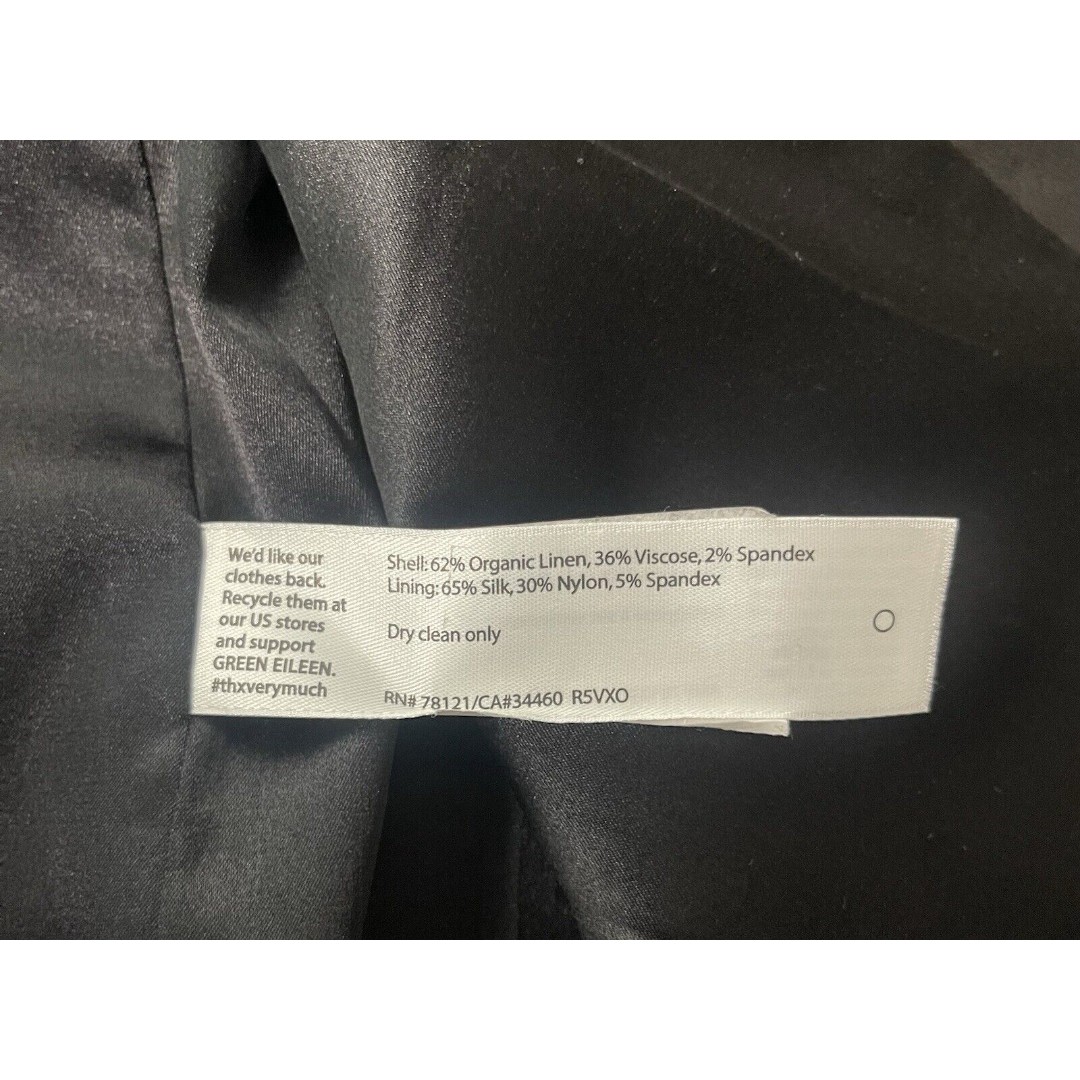 We'd like our
clothes back.
Recycle them at
our US stores
and support
GREEN EILEEN.
#thxverymuch
Shell: 62% Organic Linen, 36% Viscose, 2% Spandex
Lining: 65% Silk, 30% Nylon, 5% Spandex
Dry clean only
RN# 78121/CA#34460 R5VXO